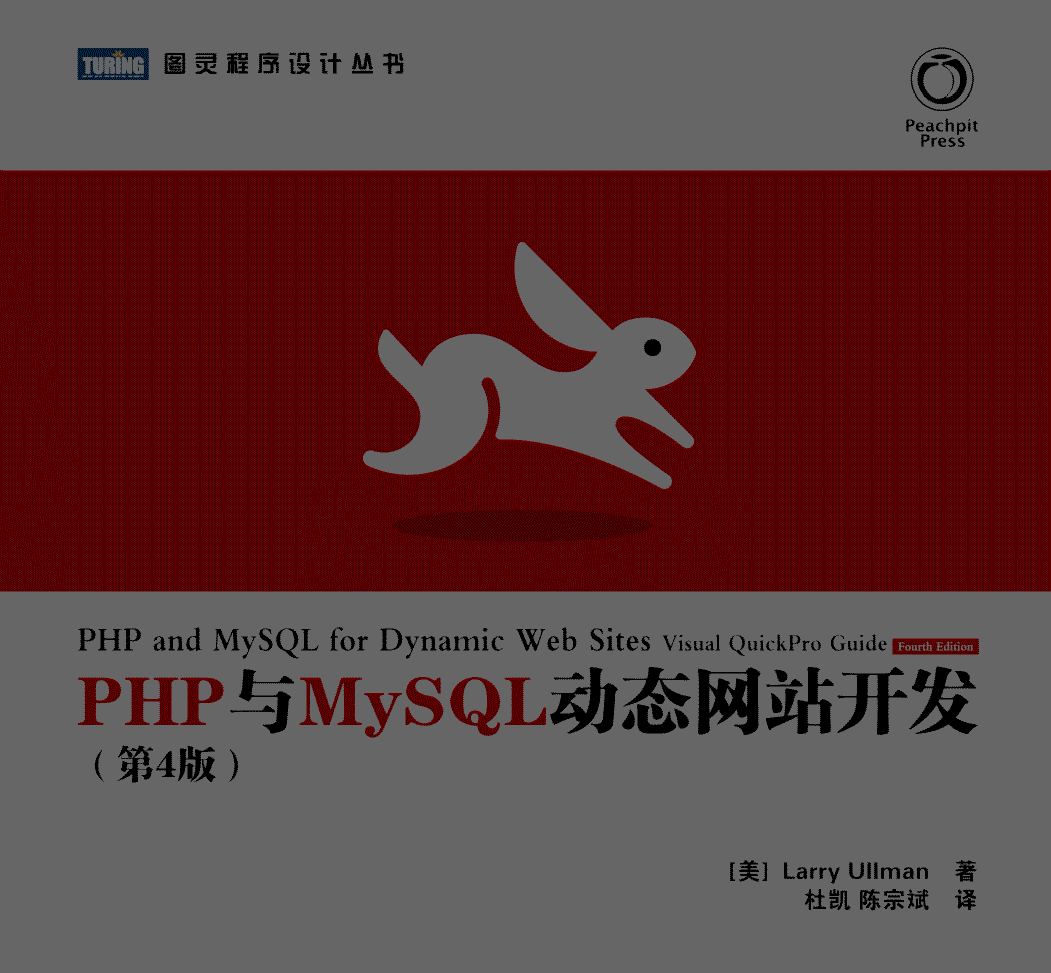 TURING 图灵程序设计丛书
Peachpit
Press
PHP and MySQL for Dynamic Web Sites Visual QuickPro Guide Fourth Edition
PHP与MySQL动态网站开发
（第4版）
[美] Larry Ullman 著
杜凯 陈宗斌 译